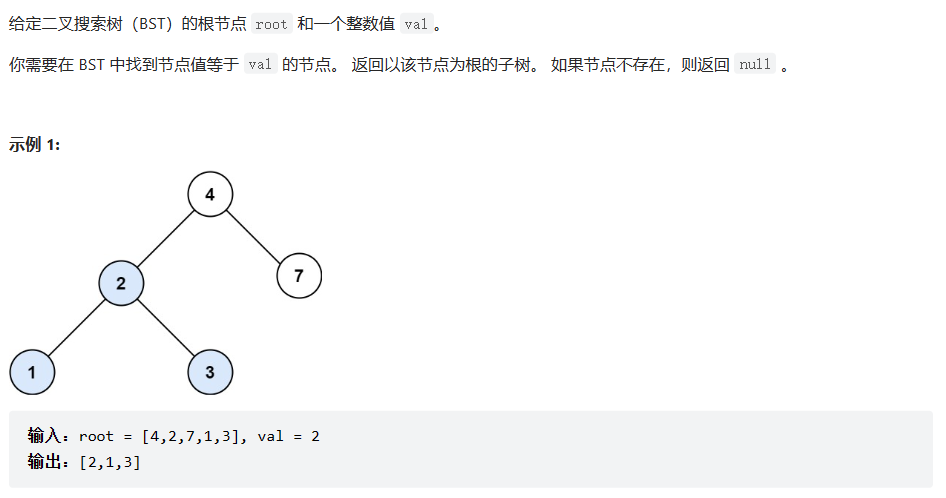 给定二叉搜索树（BST）的根节点 root 和一个整数值 val。
你需要在 BST 中找到节点值等于 val 的节点。 返回以该节点为根的子树。 如果节点不存在，则返回 null 。
示例 1:
4
2
7
1
3
输入：root = [4,2,7,1,3], val = 2
输出：[2,1,3]